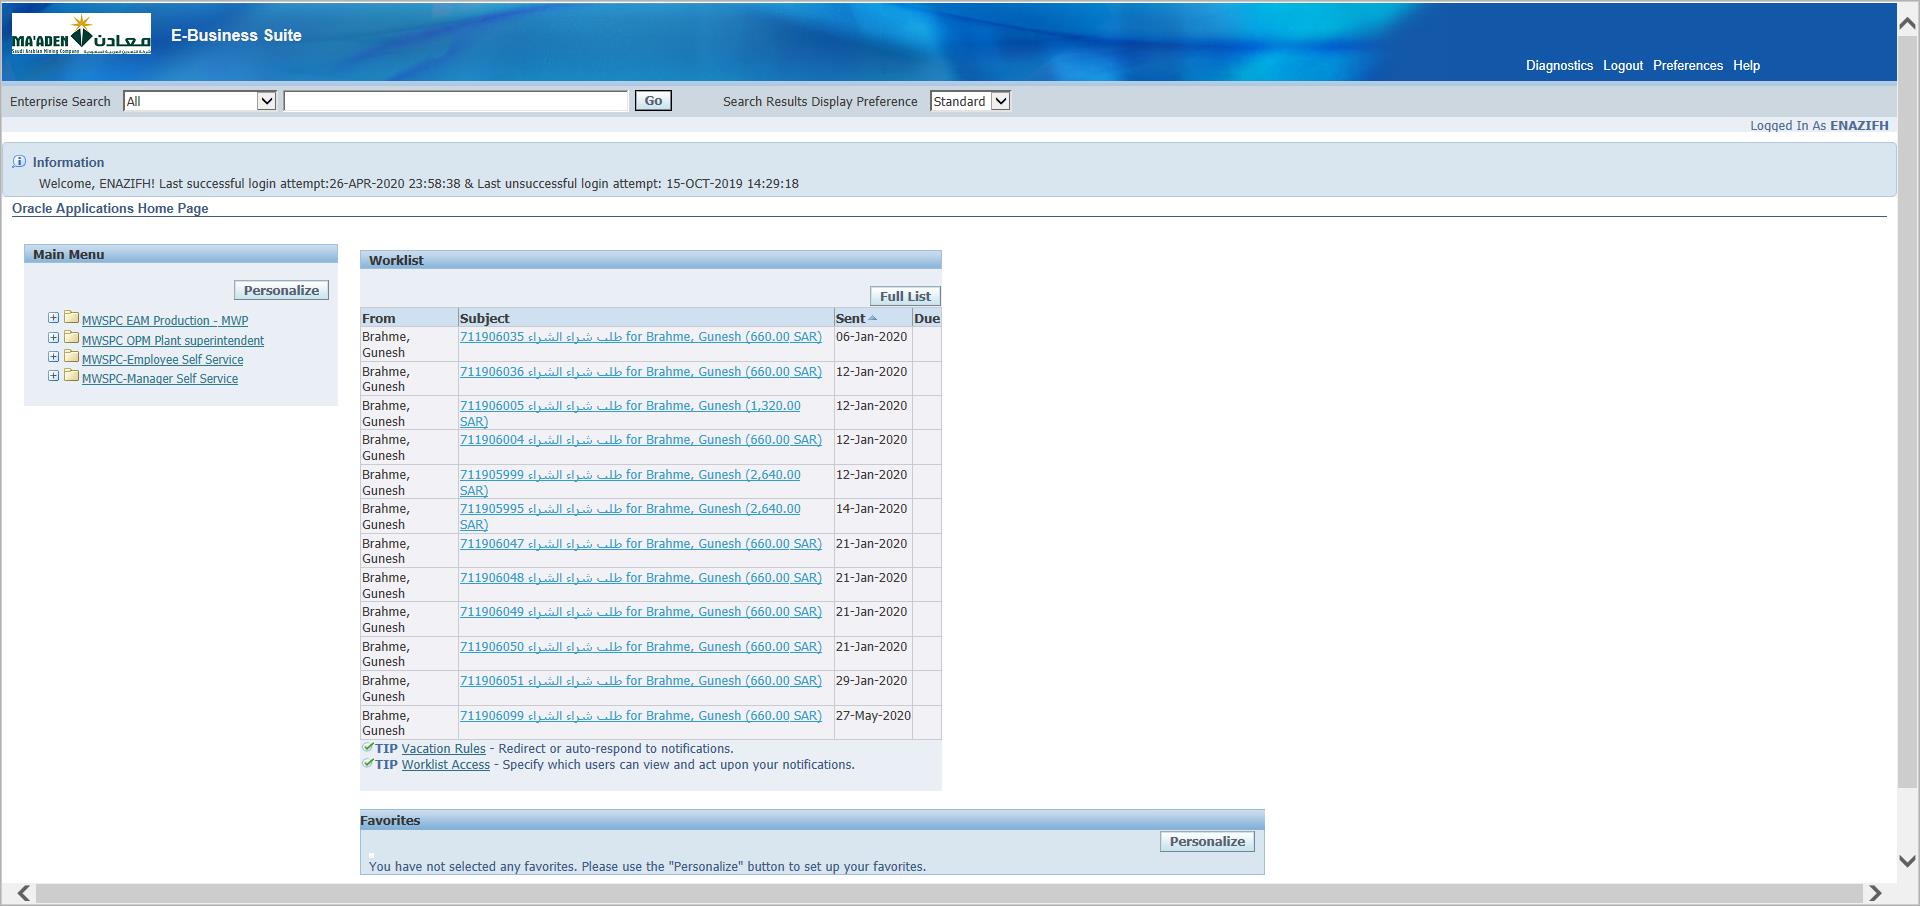 MA'ADEN معادن
Saudi Arabian Mining Company
E-Business Suite
Diagnostics Logout Preferences Help
Enterprise Search All Go Search Results Display Preference Standard
Logged In As ENAZIFH
Information
Welcome, ENAZIFH! Last successful login attempt:26-APR-2020 23:58:38 & Last unsuccessful login attempt: 15-OCT-2019 14:29:18
Oracle Applications Home Page
Main Menu
Personalize
MWSPC EAM Production - MWP
MWSPC OPM Plant superintendent
MWSPC-Employee Self Service
MWSPC-Manager Self Service
Worklist
Full List
From Subject Sent Due
Brahme, 711906035 طلب شراء الشراء for Brahme, Gunesh (660.00 SAR) 06-Jan-2020
Gunesh
Brahme, 711906036 طلب شراء الشراء for Brahme, Gunesh (660.00 SAR) 12-Jan-2020
Gunesh
Brahme, 711906005 طلب شراء الشراء for Brahme, Gunesh (1,320.00 12-Jan-2020
Gunesh SAR)
Brahme, 711906004 طلب شراء الشراء for Brahme, Gunesh (660.00 SAR) 12-Jan-2020
Gunesh
Brahme, 711905999 طلب شراء الشراء for Brahme, Gunesh (2,640.00 12-Jan-2020
Gunesh SAR)
Brahme, 711905995 طلب شراء الشراء for Brahme, Gunesh (2,640.00 14-Jan-2020
Gunesh SAR)
Brahme, 711906047 طلب شراء الشراء for Brahme, Gunesh (660.00 SAR) 21-Jan-2020
Gunesh
Brahme, 711906048 طلب شراء الشراء for Brahme, Gunesh (660.00 SAR) 21-Jan-2020
Gunesh
Brahme, 711906049 طلب شراء الشراء for Brahme, Gunesh (660.00 SAR) 21-Jan-2020
Gunesh
Brahme, 711906050 طلب شراء الشراء for Brahme, Gunesh (660.00 SAR) 21-Jan-2020
Gunesh
Brahme, 711906051 طلب شراء الشراء for Brahme, Gunesh (660.00 SAR) 29-Jan-2020
Gunesh
Brahme, 711906099 طلب شراء الشراء for Brahme, Gunesh (660.00 SAR) 27-May-2020
Gunesh
TIP Vacation Rules - Redirect or auto-respond to notifications.
TIP Worklist Access - Specify which users can view and act upon your notifications.
Favorites
Personalize
You have not selected any favorites. Please use the "Personalize" button to set up your favorites.